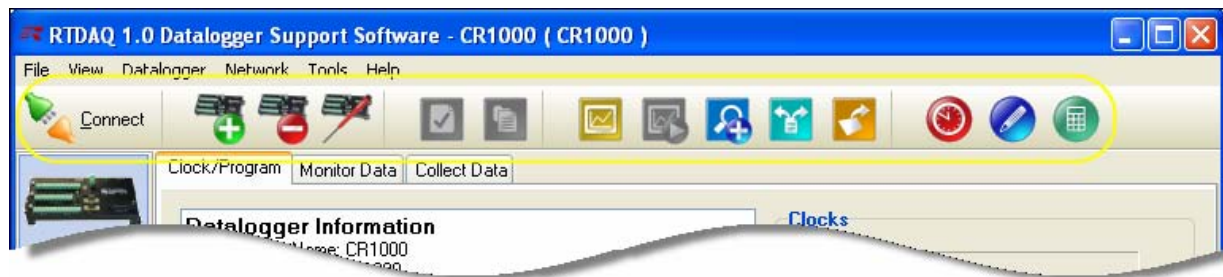 RTDAQ 1.0 Datalogger Support Software - CR1000 ( CR1000 )
File View Datalogger Network Tools Help
Connect
Clock/Program Monitor Data Collect Data
Datalogger Information
Clocks
Name: CR1000